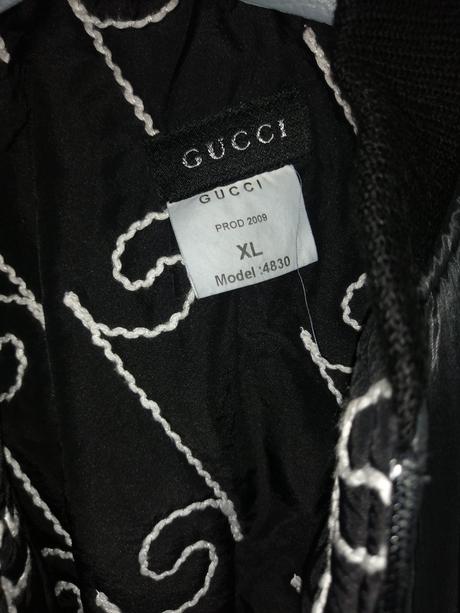 GUCCI
GUCCI
PROD 2009
XL
Model :4830